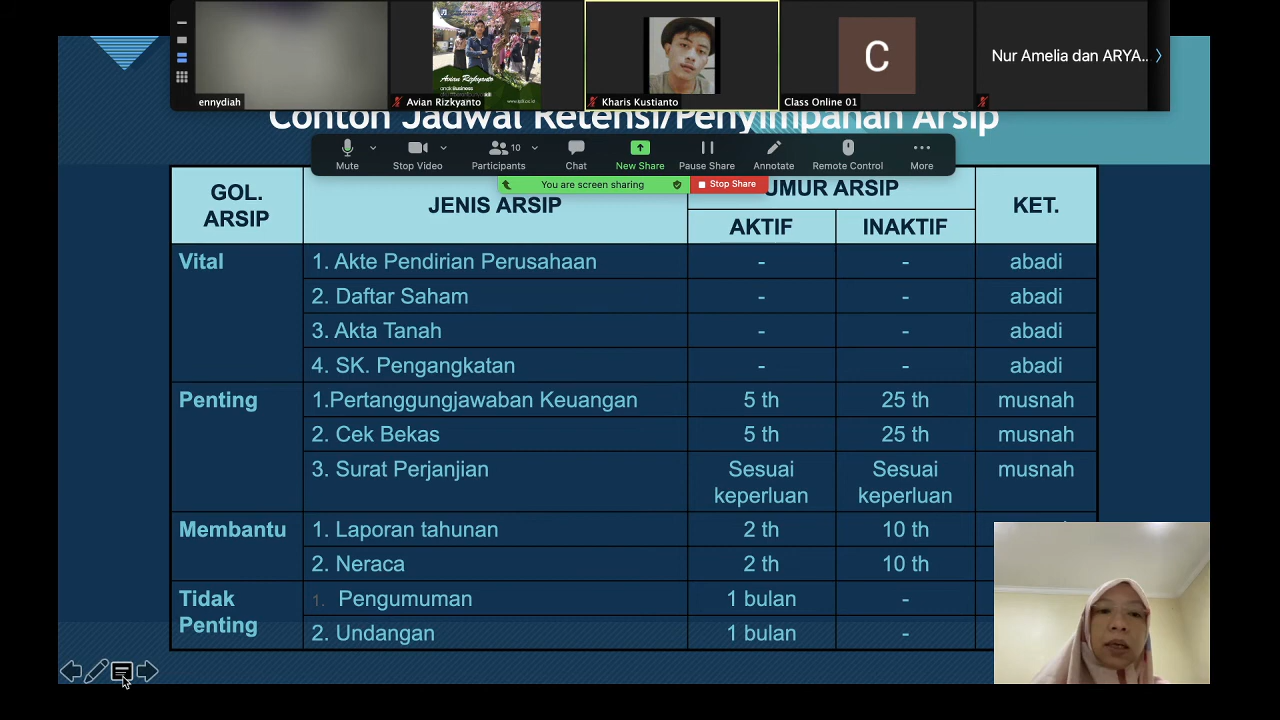 ennydiah
Avian Rizkyanto
Avian Rizkyanto
Kharis Kustianto
C
Class Online 01
Nur Amelia dan ARYA...
Contoh Jadwal Retensi/Penyimpanan Arsip
Mute
Stop Video
Participants
10
Chat
New Share
Pause Share
Annotate
Remote Control
More
You are screen sharing
Stop Share
GOL. ARSIP
JENIS ARSIP
UMUR ARSIP
KET.
AKTIF
INAKTIF
Vital
1. Akte Pendirian Perusahaan
-
-
abadi
2. Daftar Saham
-
-
abadi
3. Akta Tanah
-
-
abadi
4. SK. Pengangkatan
-
-
abadi
Penting
1.Pertanggungjawaban Keuangan
5 th
25 th
musnah
2. Cek Bekas
5 th
25 th
musnah
3. Surat Perjanjian
Sesuai keperluan
Sesuai keperluan
musnah
Membantu
1. Laporan tahunan
2 th
10 th
2. Neraca
2 th
10 th
Tidak Penting
1. Pengumuman
1 bulan
-
2. Undangan
1 bulan
-